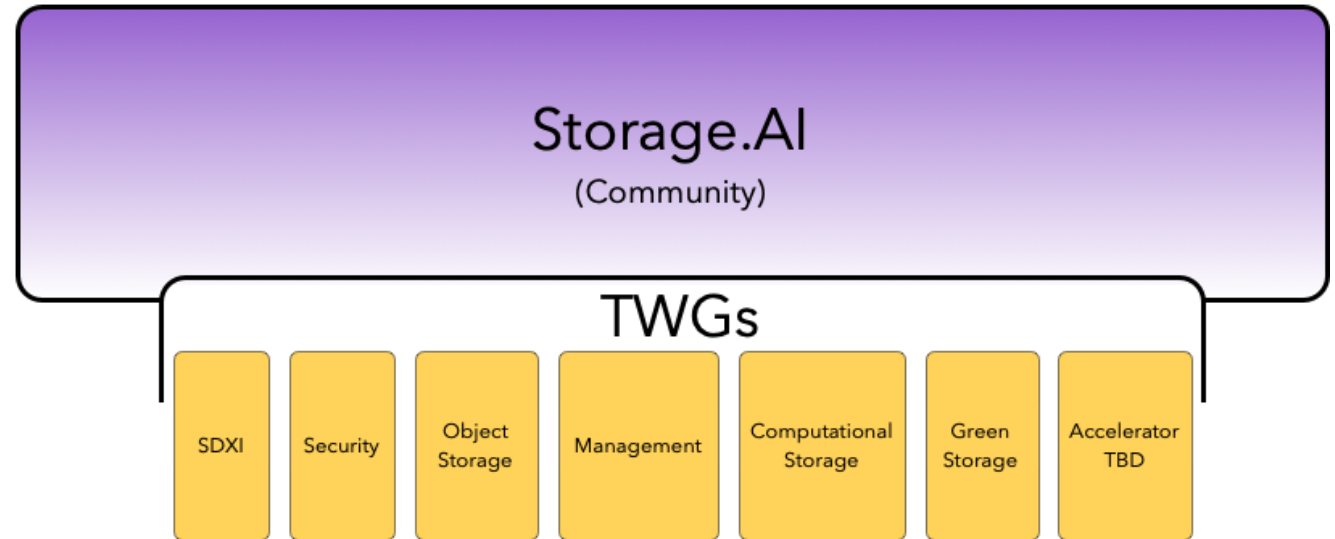 Storage.AI
(Community)
TWGs
SDXI
Security
Object
Storage
Management
Computational
Storage
Green
Storage
Accelerator
TBD